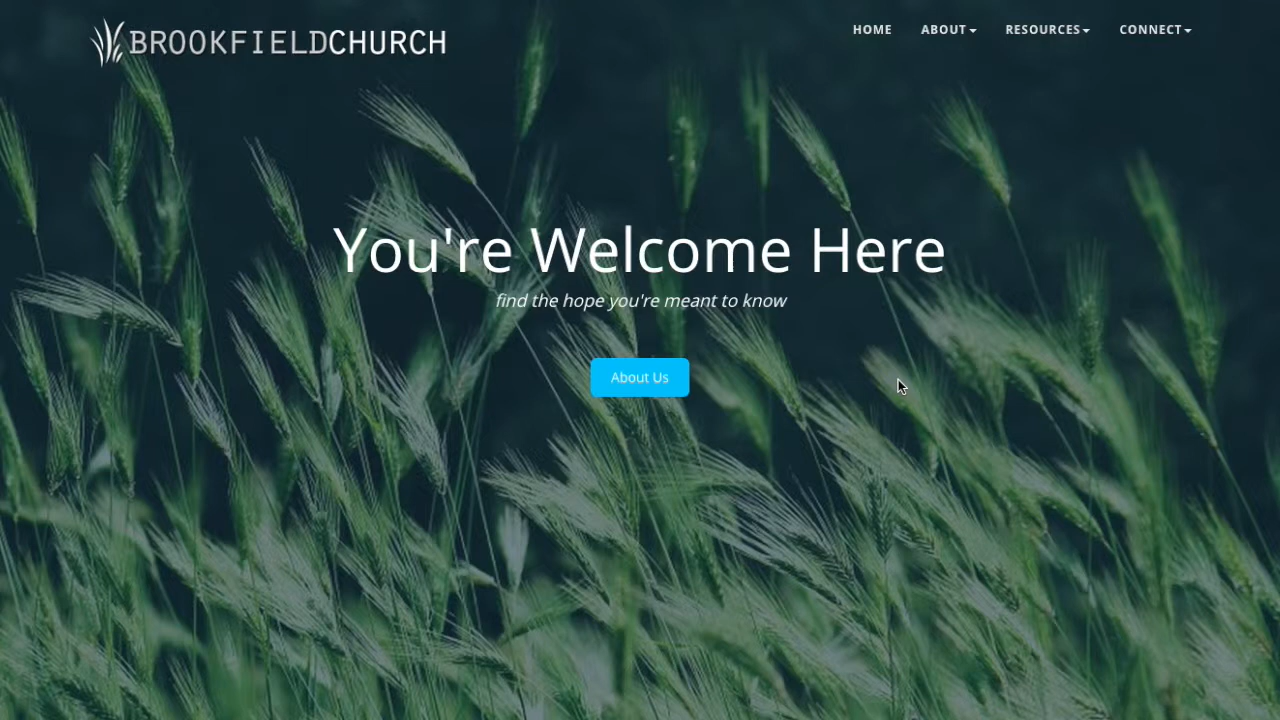 BROOKFIELDCHURCH
HOME ABOUT RESOURCES CONNECT
You're Welcome Here
find the hope you're meant to know
About Us